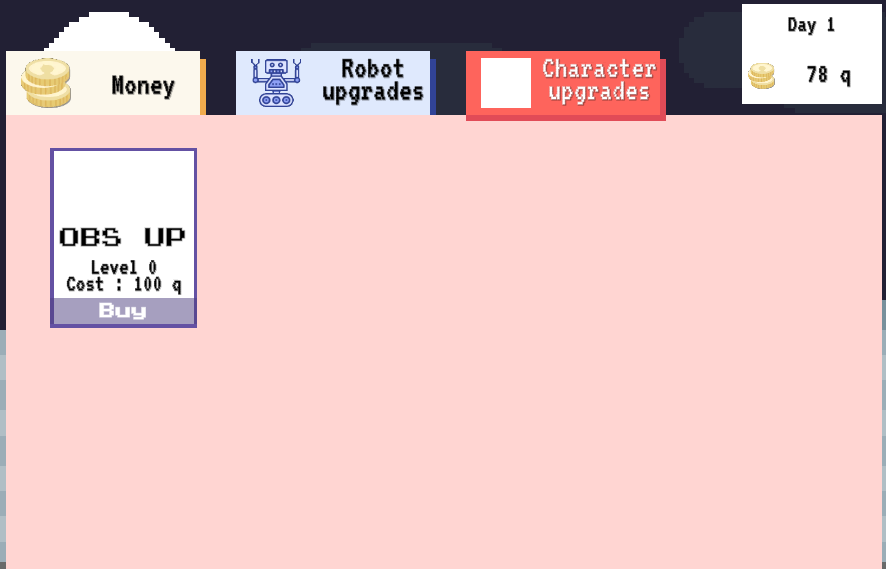 Money
Robot
upgrades
Character
upgrades
Day 1
78 q
OBS UP
Level 0
Cost : 100 q
Buy